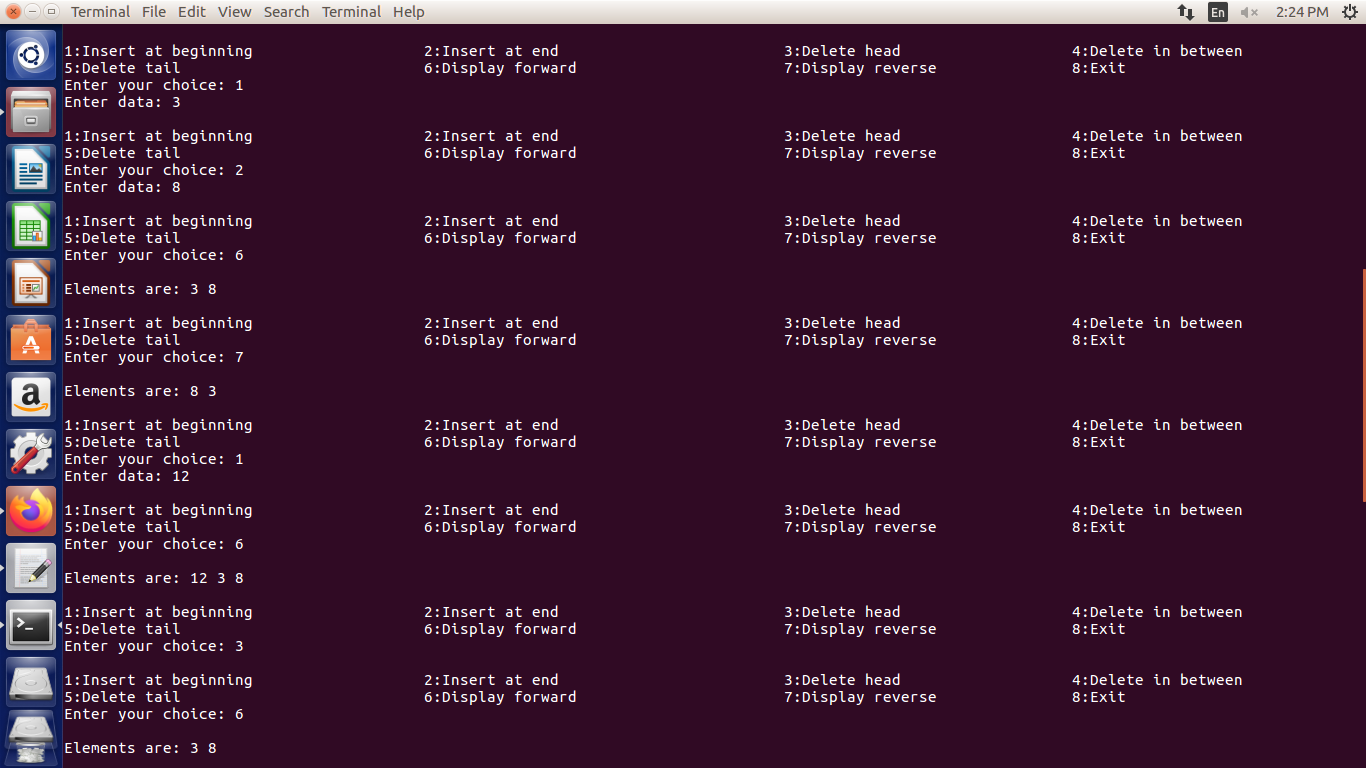 Terminal File Edit View Search Terminal Help En 2:24 PM
1:Insert at beginning 2:Insert at end 3:Delete head 4:Delete in between
5:Delete tail 6:Display forward 7:Display reverse 8:Exit
Enter your choice: 1
Enter data: 3
1:Insert at beginning 2:Insert at end 3:Delete head 4:Delete in between
5:Delete tail 6:Display forward 7:Display reverse 8:Exit
Enter your choice: 2
Enter data: 8
1:Insert at beginning 2:Insert at end 3:Delete head 4:Delete in between
5:Delete tail 6:Display forward 7:Display reverse 8:Exit
Enter your choice: 6
Elements are: 3 8
1:Insert at beginning 2:Insert at end 3:Delete head 4:Delete in between
5:Delete tail 6:Display forward 7:Display reverse 8:Exit
Enter your choice: 7
Elements are: 8 3
1:Insert at beginning 2:Insert at end 3:Delete head 4:Delete in between
5:Delete tail 6:Display forward 7:Display reverse 8:Exit
Enter your choice: 1
Enter data: 12
1:Insert at beginning 2:Insert at end 3:Delete head 4:Delete in between
5:Delete tail 6:Display forward 7:Display reverse 8:Exit
Enter your choice: 6
Elements are: 12 3 8
1:Insert at beginning 2:Insert at end 3:Delete head 4:Delete in between
5:Delete tail 6:Display forward 7:Display reverse 8:Exit
Enter your choice: 3
1:Insert at beginning 2:Insert at end 3:Delete head 4:Delete in between
5:Delete tail 6:Display forward 7:Display reverse 8:Exit
Enter your choice: 6
Elements are: 3 8